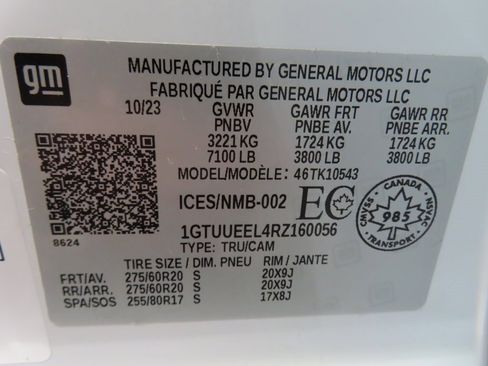 gm
MANUFACTURED BY GENERAL MOTORS LLC
FABRIQUÉ PAR GENERAL MOTORS LLC
10/23 GVWR GAWR FRT GAWR RR
PNBV PNBE AV. PNBE ARR.
3221 KG 1724 KG 1724 KG
7100 LB 3800 LB 3800 LB
MODEL/MODÈLE: 46TK10543
ICES/NMB-002 EC
CANADA
CMVSS NSVAC
985
TRANSPORT
8624
1GTUUEEL4RZ160056
TYPE: TRU/CAM
TIRE SIZE / DIM. PNEU RIM / JANTE
FRT/AV. 275/60R20 S 20X9J
RR/ARR. 275/60R20 S 20X9J
SPA/SOS 255/80R17 S 17X8J